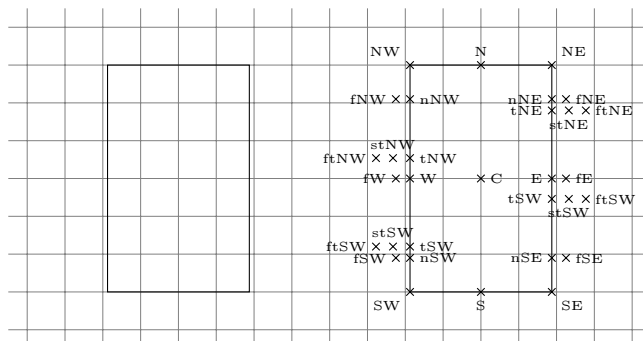 NW N NE
fNW nNW nNE fNE
tNE ftNE
stNE
stNW
ftNW tNW
fW W C E fE
tSW ftSW
stSW
stSW
ftSW tSW
fSW nSW nSE fSE
SW S SE